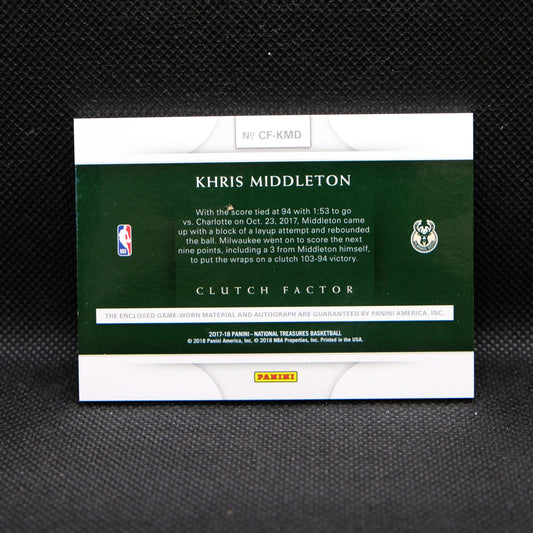 No CF-KMD
KHRIS MIDDLETON
With the score tied at 94 with 1:53 to go
vs. Charlotte on Oct. 23, 2017, Middleton came
up with a block of a layup attempt and rebounded
the ball. Milwaukee went on to score the next
nine points, including a 3 from Middleton himself,
to put the wraps on a clutch 103-94 victory.
NBA
CLUTCH FACTOR
THE ENCLOSED GAME-WORN MATERIAL AND AUTOGRAPH ARE GUARANTEED BY PANINI AMERICA, INC.
2017-18 PANINI – NATIONAL TREASURES BASKETBALL
© 2018 Panini America, Inc. © 2018 NBA Properties, Inc. Printed in the USA.
PANINI